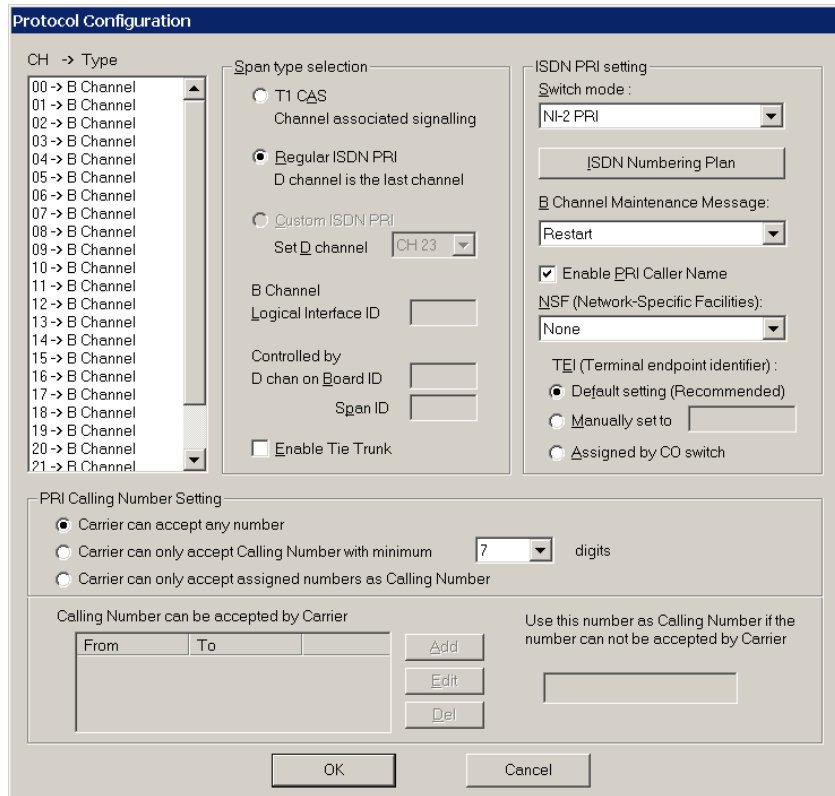 Protocol Configuration
CH -> Type
00 -> B Channel
01 -> B Channel
02 -> B Channel
03 -> B Channel
04 -> B Channel
05 -> B Channel
06 -> B Channel
07 -> B Channel
08 -> B Channel
09 -> B Channel
10 -> B Channel
11 -> B Channel
12 -> B Channel
13 -> B Channel
14 -> B Channel
15 -> B Channel
16 -> B Channel
17 -> B Channel
18 -> B Channel
19 -> B Channel
20 -> B Channel
21 -> B Channel
Span type selection
T1 CAS
Channel associated signalling
Regular ISDN PRI
D channel is the last channel
Custom ISDN PRI
Set D channel CH 23
B Channel
Logical Interface ID
Controlled by
D chan on Board ID
Span ID
Enable Tie Trunk
ISDN PRI setting
Switch mode :
NI-2 PRI
ISDN Numbering Plan
B Channel Maintenance Message:
Restart
Enable PRI Caller Name
NSF (Network-Specific Facilities):
None
TEI (Terminal endpoint identifier) :
Default setting (Recommended)
Manually set to
Assigned by CO switch
PRI Calling Number Setting
Carrier can accept any number
Carrier can only accept Calling Number with minimum 7 digits
Carrier can only accept assigned numbers as Calling Number
Calling Number can be accepted by Carrier
From To
Add
Edit
Del
Use this number as Calling Number if the
number can not be accepted by Carrier
OK Cancel